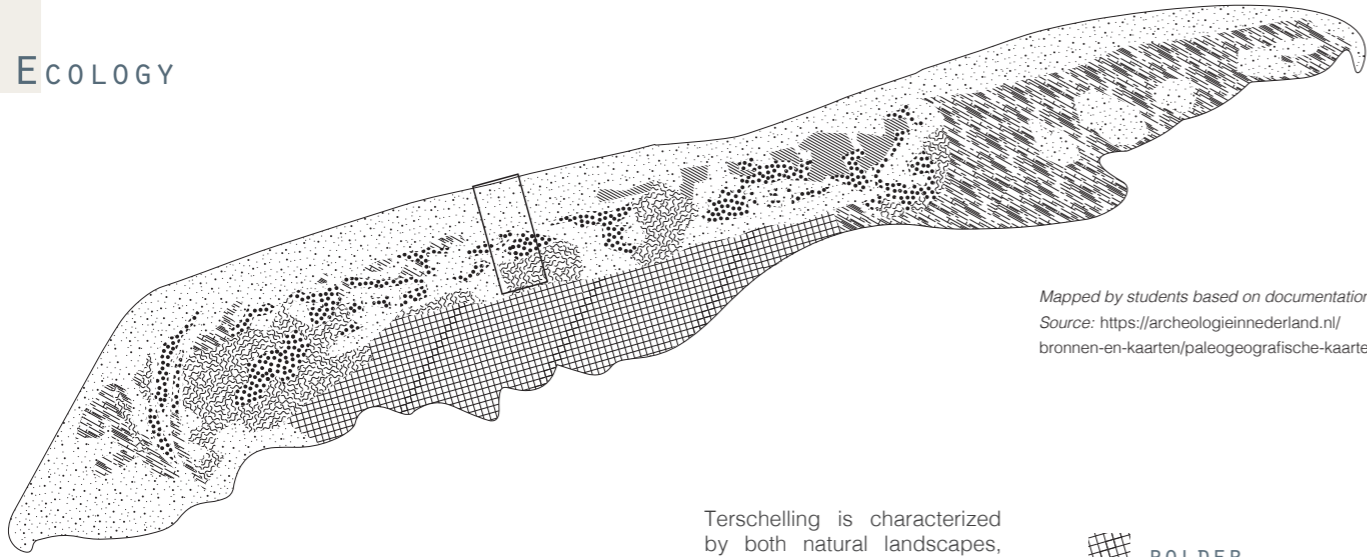 ECOLOGY
Mapped by students based on documentation
Source: https://archeologieinnederland.nl/
bronnen-en-kaarten/paleogeografische-kaarte
Terschelling is characterized
by both natural landscapes,
POLDER